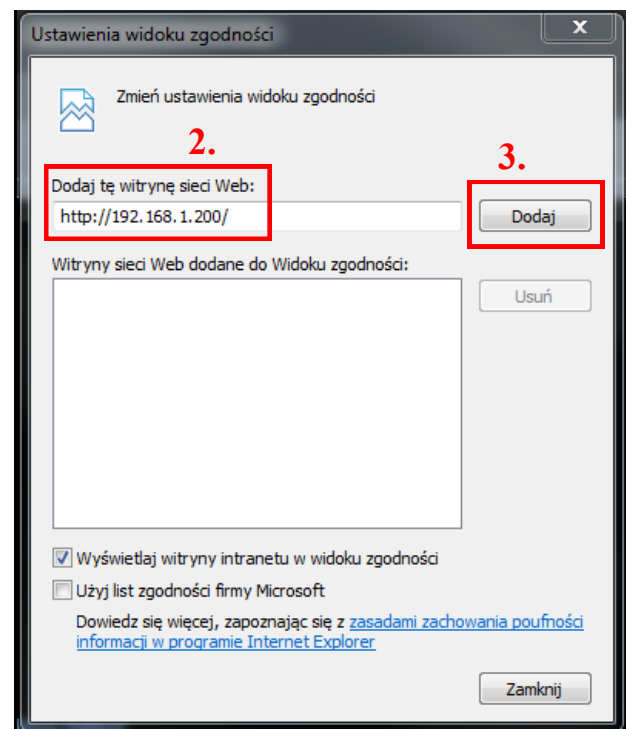 Ustawienia widoku zgodności
x
Zmień ustawienia widoku zgodności
2.
3.
Dodaj tę witrynę sieci Web:
http://192.168.1.200/
Dodaj
Witryny sieci Web dodane do Widoku zgodności:
Usuń
Wyświetlaj witryny intranetu w widoku zgodności
Użyj list zgodności firmy Microsoft
Dowiedz się więcej, zapoznając się z zasadami zachowania poufności
informacji w programie Internet Explorer
Zamknij